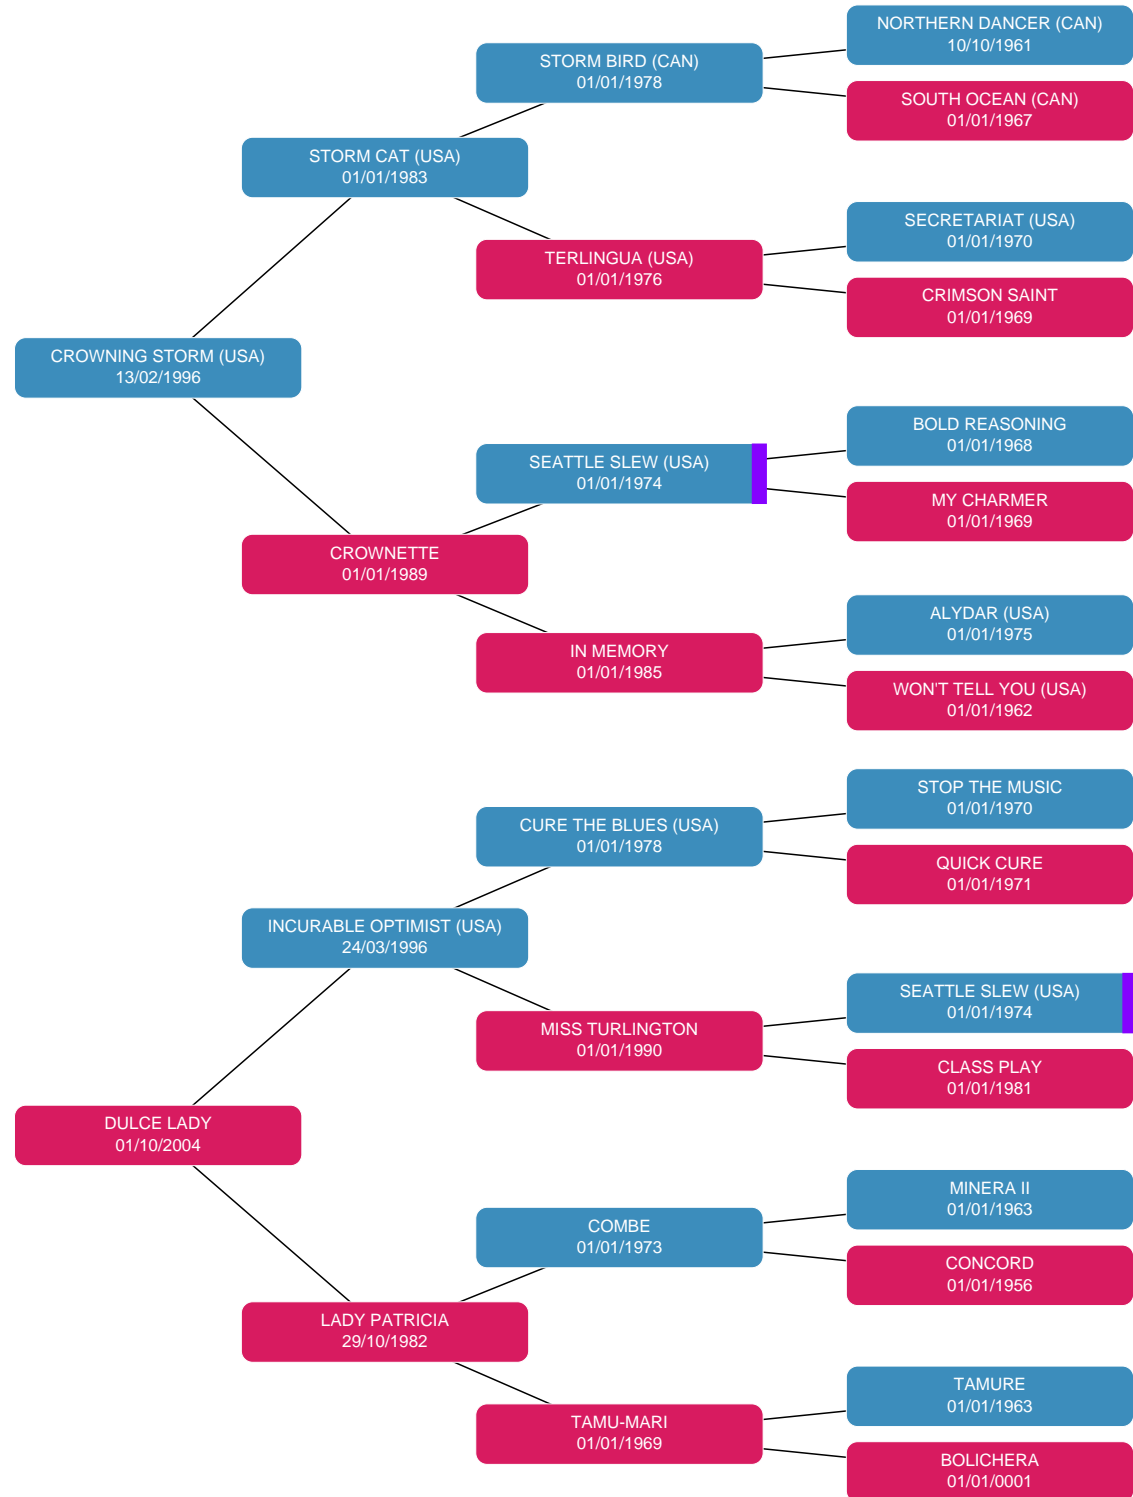 NORTHERN DANCER (CAN)
10/10/1961
STORM BIRD (CAN)
01/01/1978
SOUTH OCEAN (CAN)
01/01/1967
STORM CAT (USA)
01/01/1983
SECRETARIAT (USA)
01/01/1970
TERLINGUA (USA)
01/01/1976
CRIMSON SAINT
01/01/1969
CROWNING STORM (USA)
13/02/1996
BOLD REASONING
01/01/1968
SEATTLE SLEW (USA)
01/01/1974
MY CHARMER
01/01/1969
CROWNETTE
01/01/1989
ALYDAR (USA)
01/01/1975
IN MEMORY
01/01/1985
WON'T TELL YOU (USA)
01/01/1962
STOP THE MUSIC
01/01/1970
CURE THE BLUES (USA)
01/01/1978
QUICK CURE
01/01/1971
INCURABLE OPTIMIST (USA)
24/03/1996
SEATTLE SLEW (USA)
01/01/1974
MISS TURLINGTON
01/01/1990
CLASS PLAY
01/01/1981
DULCE LADY
01/10/2004
MINERA II
01/01/1963
COMBE
01/01/1973
CONCORD
01/01/1956
LADY PATRICIA
29/10/1982
TAMURE
01/01/1963
TAMU-MARI
01/01/1969
BOLICHERA
01/01/0001